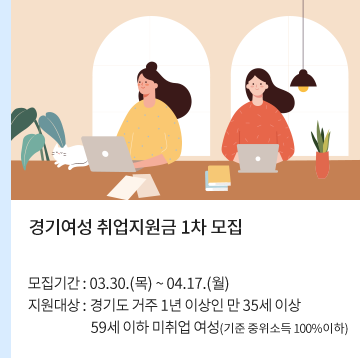 경기여성 취업지원금 1차 모집
모집기간 : 03.30.(목) ~ 04.17.(월)
지원대상 : 경기도 거주 1년 이상인 만 35세 이상
59세 이하 미취업 여성(기준 중위소득 100%이하)